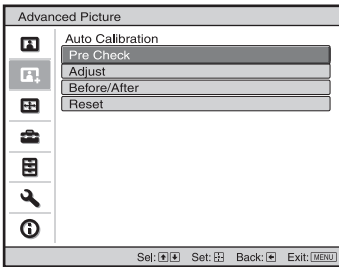 Advanced Picture
Auto Calibration
Pre Check
Adjust
Before/After
Reset
Sel: Set: Back: Exit: MENU